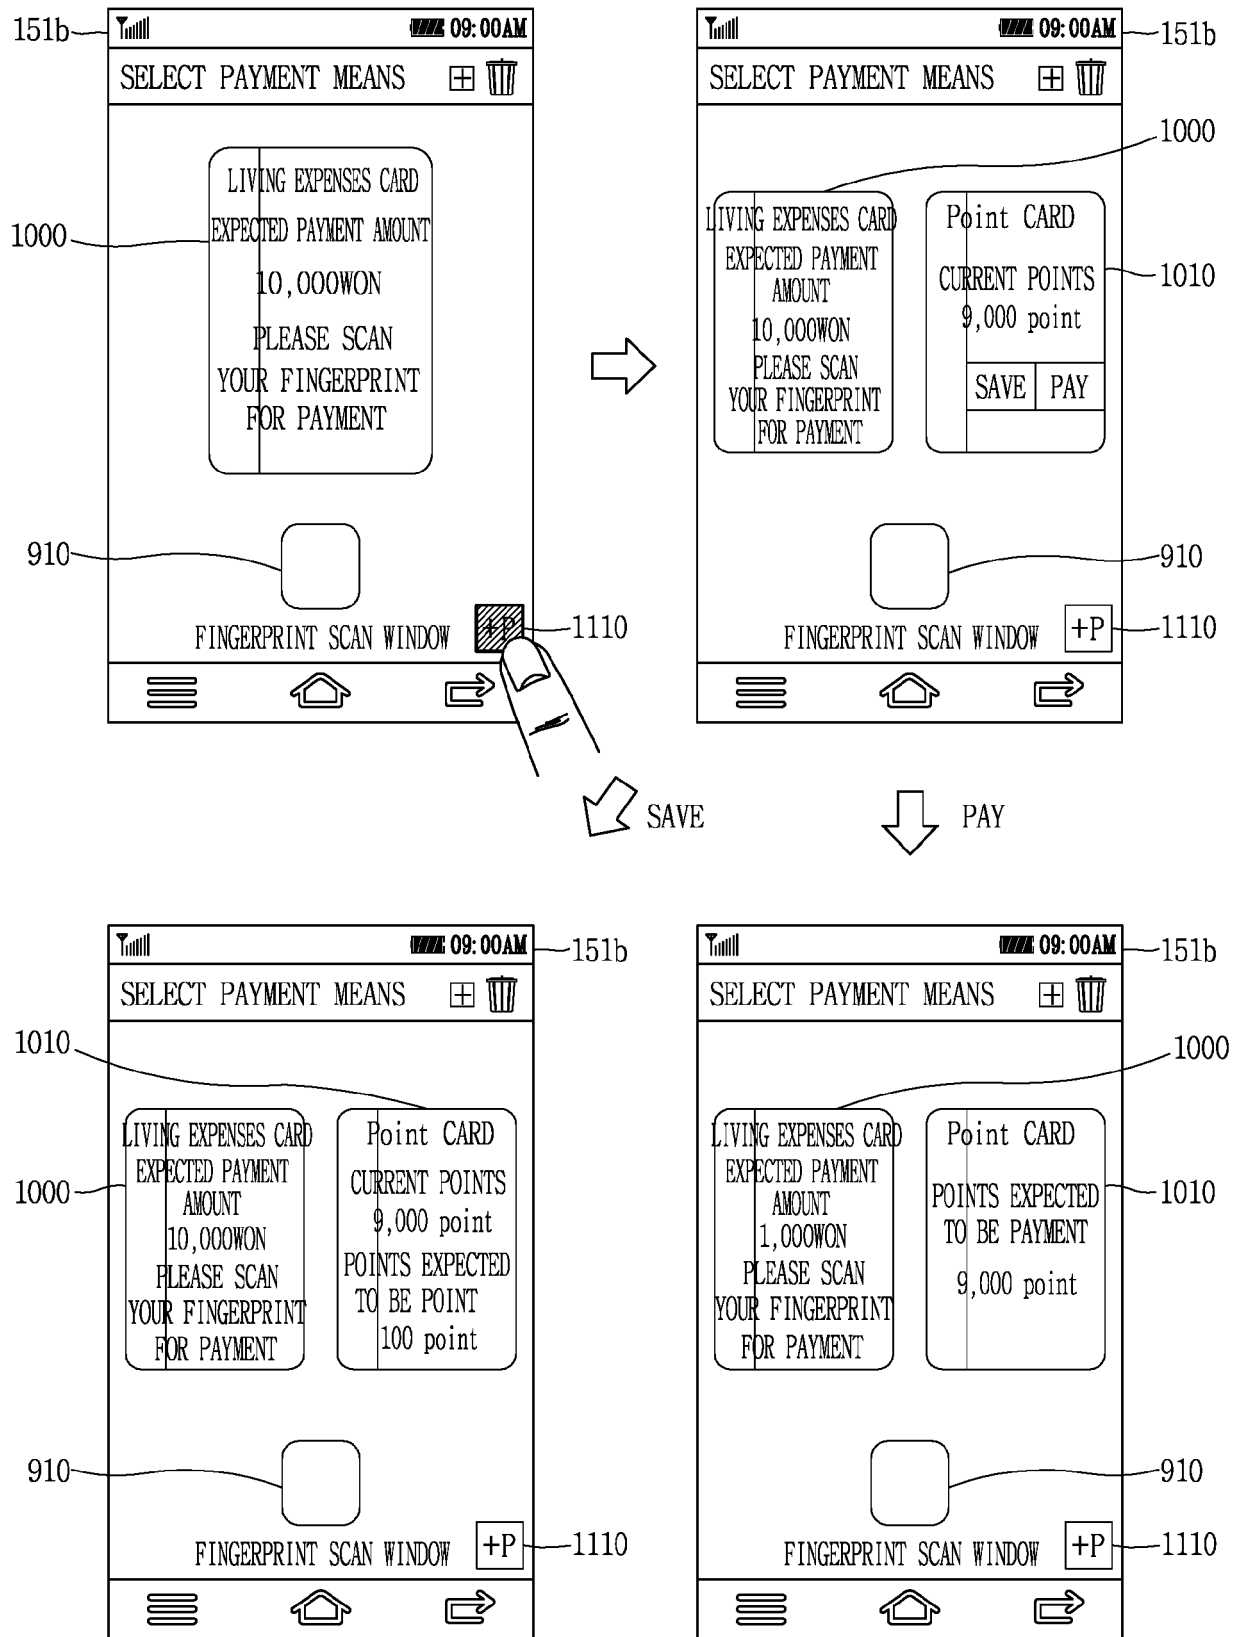 151b
09:00AM
SELECT PAYMENT MEANS
1000
LIVING EXPENSES CARD
EXPECTED PAYMENT AMOUNT
10,000WON
PLEASE SCAN
YOUR FINGERPRINT
FOR PAYMENT
910
FINGERPRINT SCAN WINDOW
+P
1110
09:00AM
151b
SELECT PAYMENT MEANS
1000
LIVING EXPENSES CARD
EXPECTED PAYMENT
AMOUNT
10,000WON
PLEASE SCAN
YOUR FINGERPRINT
FOR PAYMENT
Point CARD
CURRENT POINTS
9,000 point
SAVE
PAY
1010
910
FINGERPRINT SCAN WINDOW
+P
1110
SAVE
PAY
09:00AM
151b
SELECT PAYMENT MEANS
1010
1000
LIVING EXPENSES CARD
EXPECTED PAYMENT
AMOUNT
10,000WON
PLEASE SCAN
YOUR FINGERPRINT
FOR PAYMENT
Point CARD
CURRENT POINTS
9,000 point
POINTS EXPECTED
TO BE POINT
100 point
910
FINGERPRINT SCAN WINDOW
+P
1110
09:00AM
151b
SELECT PAYMENT MEANS
1000
LIVING EXPENSES CARD
EXPECTED PAYMENT
AMOUNT
1,000WON
PLEASE SCAN
YOUR FINGERPRINT
FOR PAYMENT
Point CARD
POINTS EXPECTED
TO BE PAYMENT
9,000 point
1010
910
FINGERPRINT SCAN WINDOW
+P
1110